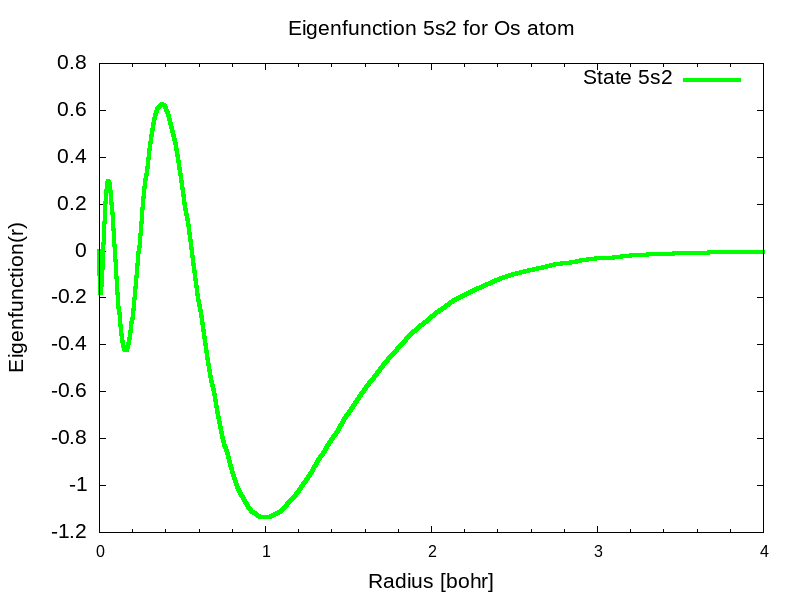 Eigenfunction 5s2 for Os atom
State 5s2
Eigenfunction(r)
0.8
0.6
0.4
0.2
0
-0.2
-0.4
-0.6
-0.8
-1
-1.2
0 1 2 3 4
Radius [bohr]